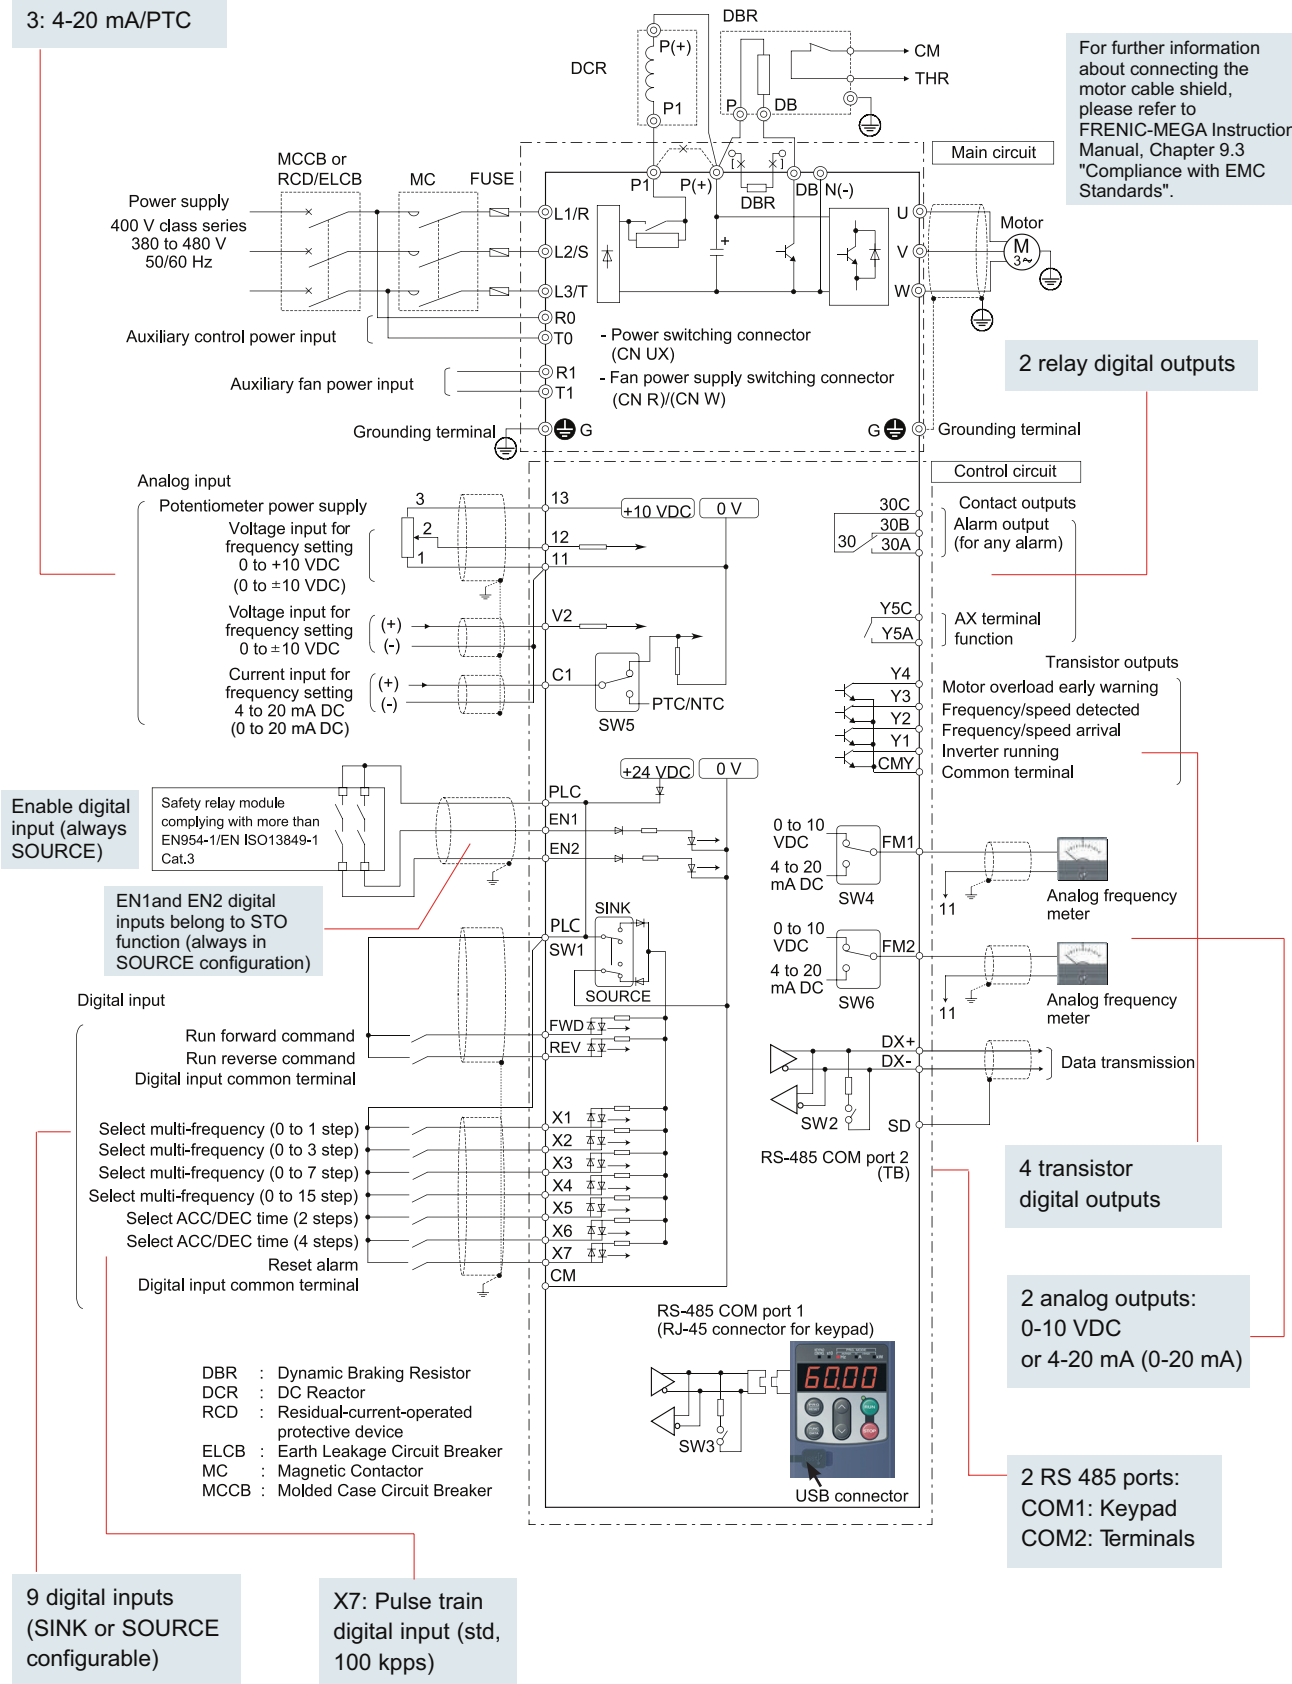 3: 4-20 mA/PTC
DBR
P(+)
DCR
CM
THR
P1
P
DB
For further information
about connecting the
motor cable shield,
please refer to
FRENIC-MEGA Instruction
Manual, Chapter 9.3
"Compliance with EMC
Standards".
Main circuit
MCCB or
RCD/ELCB
MC
FUSE
P1
P(+)
DBR
DB
N(-)
Power supply
400 V class series
380 to 480 V
50/60 Hz
L1/R
L2/S
L3/T
+
U
V
W
Motor
M
3~
R0
T0
Auxiliary control power input
- Power switching connector
(CN UX)
R1
T1
Auxiliary fan power input
- Fan power supply switching connector
(CN R)/(CN W)
2 relay digital outputs
Grounding terminal
G
G
Grounding terminal
Control circuit
Analog input
Potentiometer power supply
3
13
+10 VDC
0 V
Voltage input for
frequency setting
0 to +10 VDC
(0 to ±10 VDC)
2
12
1
11
Voltage input for
frequency setting
0 to ±10 VDC
(+)
(-)
V2
Current input for
frequency setting
4 to 20 mA DC
(0 to 20 mA DC)
(+)
(-)
C1
PTC/NTC
SW5
30C
30B
30
30A
Contact outputs
Alarm output
(for any alarm)
Y5C
Y5A
AX terminal
function
Transistor outputs
Y4
Motor overload early warning
Y3
Frequency/speed detected
Y2
Frequency/speed arrival
Y1
Inverter running
CMY
Common terminal
+24 VDC
0 V
Enable digital
input (always
SOURCE)
Safety relay module
complying with more than
EN954-1/EN ISO13849-1
Cat.3
PLC
EN1
EN2
EN1and EN2 digital
inputs belong to STO
function (always in
SOURCE configuration)
0 to 10
VDC
4 to 20
mA DC
SW4
FM1
11
Analog frequency
meter
0 to 10
VDC
4 to 20
mA DC
SW6
FM2
11
Analog frequency
meter
SINK
PLC
SW1
SOURCE
Digital input
Run forward command
FWD
Run reverse command
REV
Digital input common terminal
DX+
DX-
Data transmission
SW2
SD
RS-485 COM port 2
(TB)
Select multi-frequency (0 to 1 step)
X1
Select multi-frequency (0 to 3 step)
X2
Select multi-frequency (0 to 7 step)
X3
Select multi-frequency (0 to 15 step)
X4
Select ACC/DEC time (2 steps)
X5
Select ACC/DEC time (4 steps)
X6
Reset alarm
X7
Digital input common terminal
CM
4 transistor
digital outputs
2 analog outputs:
0-10 VDC
or 4-20 mA (0-20 mA)
RS-485 COM port 1
(RJ-45 connector for keypad)
60.00
RUN
STOP
SW3
USB connector
DBR : Dynamic Braking Resistor
DCR : DC Reactor
RCD : Residual-current-operated
protective device
ELCB : Earth Leakage Circuit Breaker
MC : Magnetic Contactor
MCCB : Molded Case Circuit Breaker
2 RS 485 ports:
COM1: Keypad
COM2: Terminals
9 digital inputs
(SINK or SOURCE
configurable)
X7: Pulse train
digital input (std,
100 kpps)